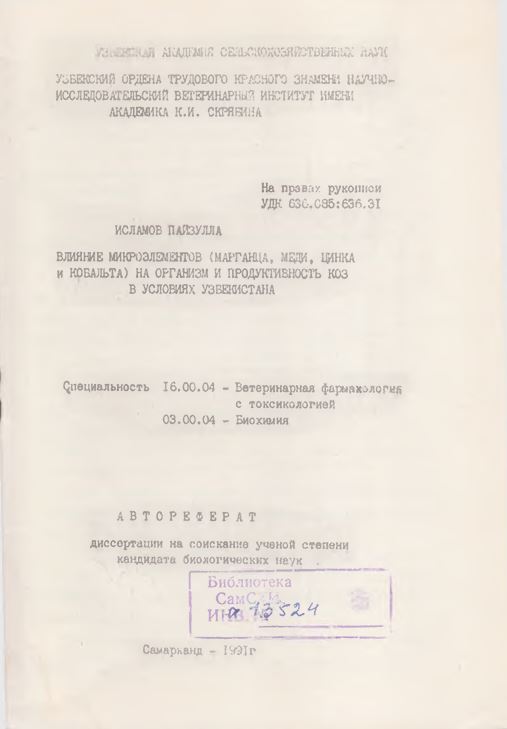 УЗБЕКСКАЯ АКАДЕМИЯ СЕЛЬСКОХОЗЯЙСТВЕННЫХ НАУК
УЗБЕКСКИЙ ОРДЕНА ТРУДОВОГО КРАСНОГО ЗНАМЕНИ НАУЧНО-
ИССЛЕДОВАТЕЛЬСКИЙ ВЕТЕРИНАРНЫЙ ИНСТИТУТ ИМЕНИ
АКАДЕМИКА К.И. СКРЯБИНА
На правах рукописи
УДК 636.085:636.31
ИСЛАМОВ ПАЙЗУЛЛА
ВЛИЯНИЕ МИКРОЭЛЕМЕНТОВ (МАРГАНЦА, МЕДИ, ЦИНКА
и КОБАЛЬТА) НА ОРГАНИЗМ И ПРОДУКТИВНОСТЬ КОЗ
В УСЛОВИЯХ УЗБЕКИСТАНА
Специальность 16.00.04 - Ветеринарная фармакология
с токсикологией
03.00.04 - Биохимия
АВТОРЕФЕРАТ
диссертации на соискание ученой степени
кандидата биологических наук
Библиотека
ИНВ. 13524
Самарканд - 1991г